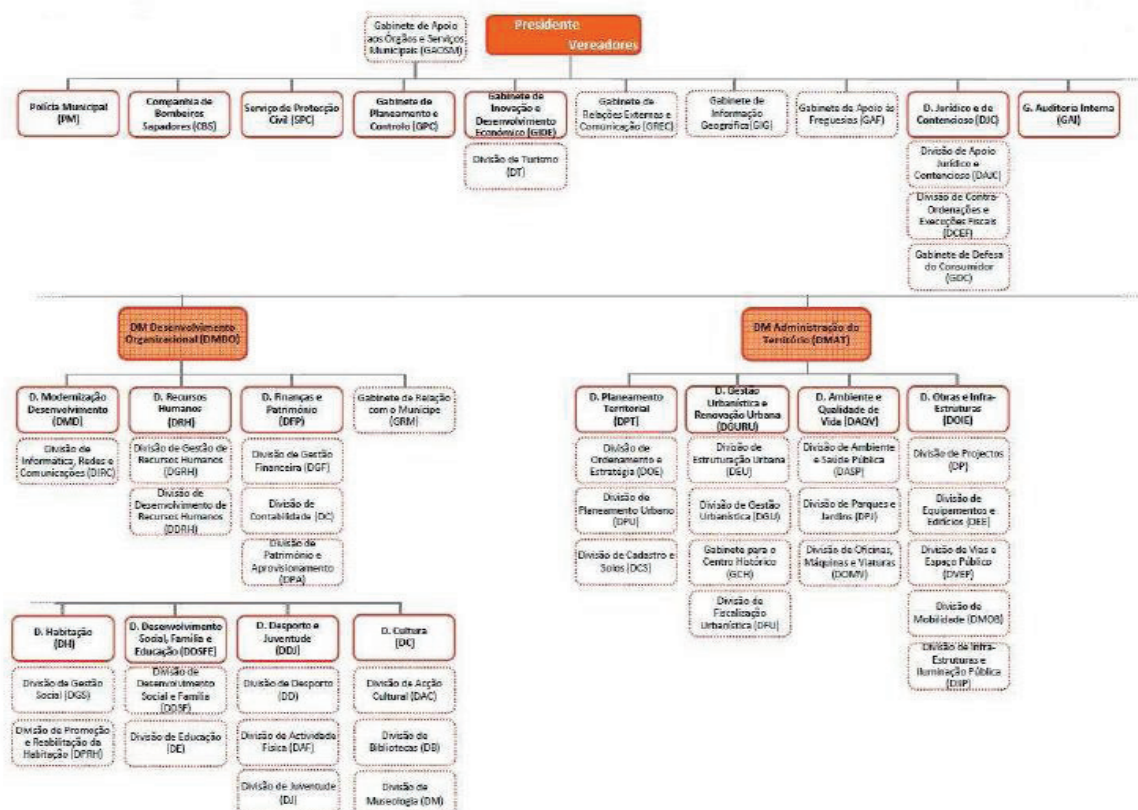 Gabinete de Apoio
aos Órgãos e Serviços
Municipais (GAOSM)
Presidente
Vereadores
Polícia Municipal
(PM)
Companhia de
Bombeiros
Sapadores (CBS)
Serviço de Protecção
Civil (SPC)
Gabinete de
Planeamento e
Controlo (GPC)
Gabinete de
Inovação e
Desenvolvimento
Económico (GIDE)
Divisão de Turismo
(DT)
Gabinete de
Relações Externas e
Comunicação (GREC)
Gabinete de
Informação
Geográfica (GIG)
Gabinete de Apoio às
Freguesias (GAF)
D. Jurídico e de
Contencioso (DJC)
Divisão de Apoio
Jurídico e
Contencioso (DAJC)
Divisão de Contra-
Ordenações e
Execuções Fiscais
(DCEF)
Gabinete de Defesa
do Consumidor
(GDC)
G. Auditoria Interna
(GAI)
DM Desenvolvimento
Organizacional (DMDO)
D. Modernização
Desenvolvimento
(DMD)
Divisão de
Informática, Redes e
Comunicações (DIRC)
D. Recursos
Humanos
(DRH)
Divisão de Gestão de
Recursos Humanos
(DGRH)
Divisão de
Desenvolvimento de
Recursos Humanos
(DDRH)
D. Finanças e
Património
(DFP)
Divisão de Gestão
Financeira (DGF)
Divisão de
Contabilidade (DC)
Divisão de
Património e
Aprovisionamento
(DPA)
Gabinete de Relação
com o Munícipe
(GRM)
DM Administração do
Território (DMAT)
D. Planeamento
Territorial
(DPT)
Divisão de
Ordenamento e
Estratégia (DOE)
Divisão de
Planeamento Urbano
(DPU)
Divisão de Cadastro e
Solos (DCS)
D. Gestão
Urbanística e
Renovação Urbana
(DGURU)
Divisão de
Estruturação Urbana
(DEU)
Divisão de Gestão
Urbanística (DGU)
Gabinete para o
Centro Histórico
(GCH)
Divisão de
Fiscalização
Urbanística (DFU)
D. Ambiente e
Qualidade de
Vida (DAQV)
Divisão de Ambiente
e Saúde Pública
(DASP)
Divisão de Parques e
Jardins (DPJ)
Divisão de Oficinas,
Máquinas e Viaturas
(DOMV)
D. Obras e Infra-
Estruturas
(DOIE)
Divisão de Projectos
(DP)
Divisão de
Equipamentos e
Edifícios (DEE)
Divisão de Vias e
Espaço Público
(DVEP)
Divisão de
Mobilidade (DMOB)
Divisão de Infra-
Estruturas e
Iluminação Pública
(DIIP)
D. Habitação
(DH)
Divisão de Gestão
Social (DGS)
Divisão de Promoção
e Reabilitação da
Habitação (DPRH)
D. Desenvolvimento
Social, Família e
Educação (DDSFE)
Divisão de
Desenvolvimento
Social e Família
(DDSF)
Divisão de Educação
(DE)
D. Desporto e
Juventude
(DDJ)
Divisão de Desporto
(DD)
Divisão de Actividade
Física (DAF)
Divisão de Juventude
(DJ)
D. Cultura
(DC)
Divisão de Acção
Cultural (DAC)
Divisão de
Bibliotecas (DB)
Divisão de
Museologia (DM)